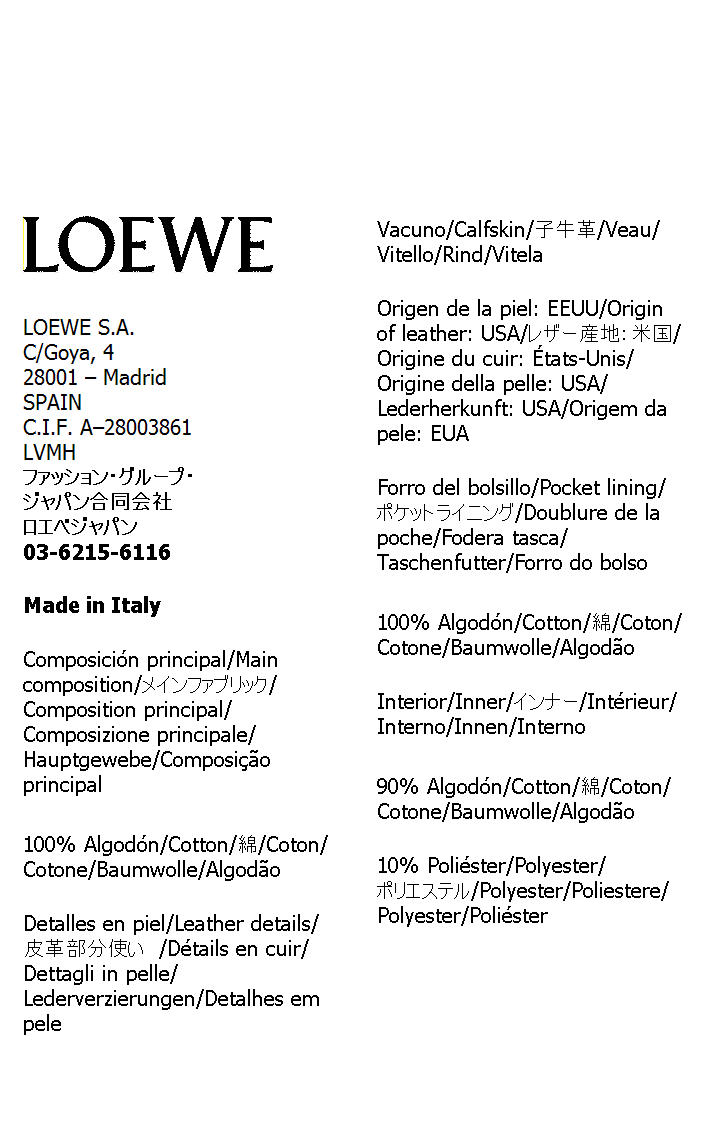 LOEWE
LOEWE S.A.
C/Goya, 4
28001 – Madrid
SPAIN
C.I.F. A–28003861
LVMH
ファッション・グループ・
ジャパン合同会社
ロエベジャパン
03-6215-6116
Made in Italy
Composición principal/Main
composition/メインファブリック/
Composition principal/
Composizione principale/
Hauptgewebe/Composição
principal
100% Algodón/Cotton/綿/Coton/
Cotone/Baumwolle/Algodão
Detalles en piel/Leather details/
皮革部分使い /Détails en cuir/
Dettagli in pelle/
Lederverzierungen/Detalhes em
pele
Vacuno/Calfskin/子牛革/Veau/
Vitello/Rind/Vitela
Origen de la piel: EEUU/Origin
of leather: USA/レザー産地: 米国/
Origine du cuir: États-Unis/
Origine della pelle: USA/
Lederherkunft: USA/Origem da
pele: EUA
Forro del bolsillo/Pocket lining/
ポケットライニング/Doublure de la
poche/Fodera tasca/
Taschenfutter/Forro do bolso
100% Algodón/Cotton/綿/Coton/
Cotone/Baumwolle/Algodão
Interior/Inner/インナー/Intérieur/
Interno/Innen/Interno
90% Algodón/Cotton/綿/Coton/
Cotone/Baumwolle/Algodão
10% Poliéster/Polyester/
ポリエステル/Polyester/Poliestere/
Polyester/Poliéster